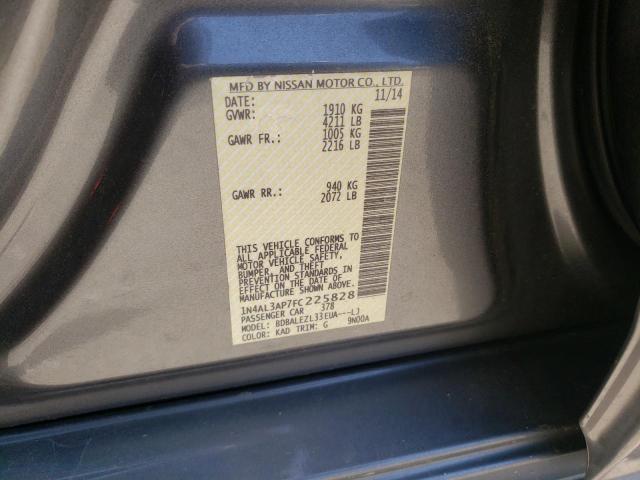 MFD BY NISSAN MOTOR CO., LTD.
DATE: 11/14
GVWR: 1910 KG
4211 LB
GAWR FR.: 1005 KG
2216 LB
GAWR RR.: 940 KG
2072 LB
THIS VEHICLE CONFORMS TO
ALL APPLICABLE FEDERAL
MOTOR VEHICLE SAFETY,
BUMPER, AND THEFT
PREVENTION STANDARDS IN
EFFECT ON THE DATE OF
MANUFACTURE SHOWN ABOVE.
1N4AL3AP7FC225828
PASSENGER CAR 378
MODEL: BDBALEZL33EUA---LJ
COLOR: KAD TRIM: G 9N00A